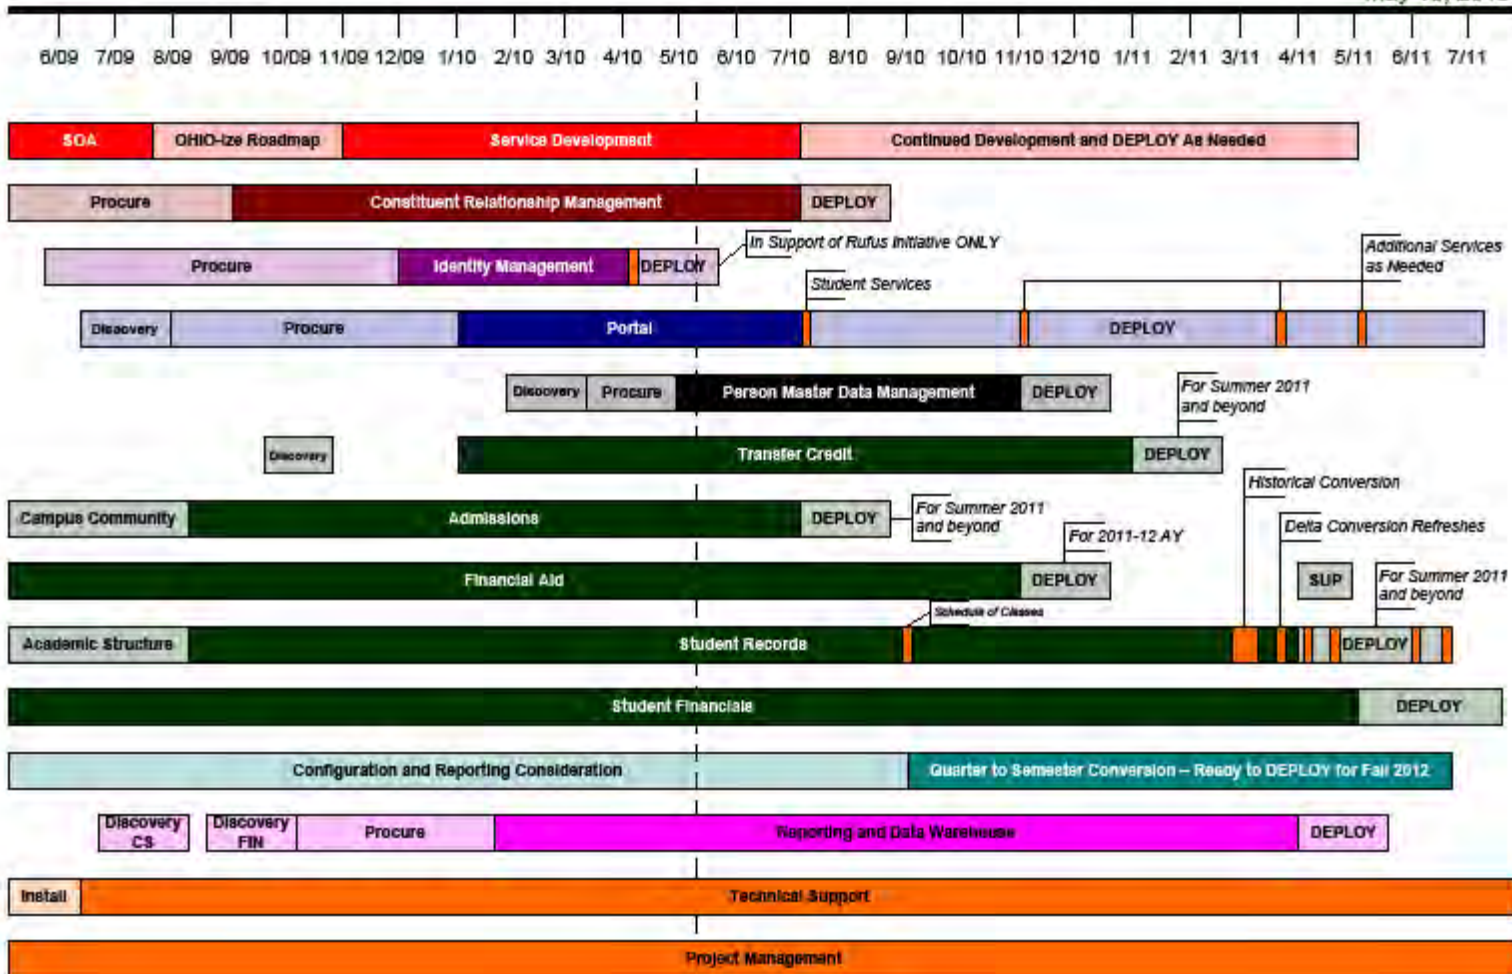 6/09 7/09 8/09 9/09 10/09 11/09 12/09 1/10 2/10 3/10 4/10 5/10 6/10 7/10 8/10 9/10 10/10 11/10 12/10 1/11 2/11 3/11 4/11 5/11 6/11 7/11
SOA OHIO-ize Roadmap Service Development Continued Development and DEPLOY As Needed
Procure Constituent Relationship Management DEPLOY
In Support of Rufus Initiative ONLY
Additional Services
as Needed
Procure Identity Management DEPLOY
Student Services
Discovery Procure Portal DEPLOY
Discovery Procure Person Master Data Management DEPLOY
For Summer 2011
and beyond
Discovery Transfer Credit DEPLOY
Historical Conversion
Campus Community Admissions DEPLOY
For Summer 2011
and beyond
For 2011-12 AY
Delta Conversion Refreshes
Financial Aid DEPLOY SUP
For Summer 2011
and beyond
Schedule of Classes
Academic Structure Student Records DEPLOY
Student Financials DEPLOY
Configuration and Reporting Consideration Quarter to Semester Conversion – Ready to DEPLOY for Fall 2012
Discovery
CS
Discovery
FIN
Procure Reporting and Data Warehouse DEPLOY
Install Technical Support
Project Management